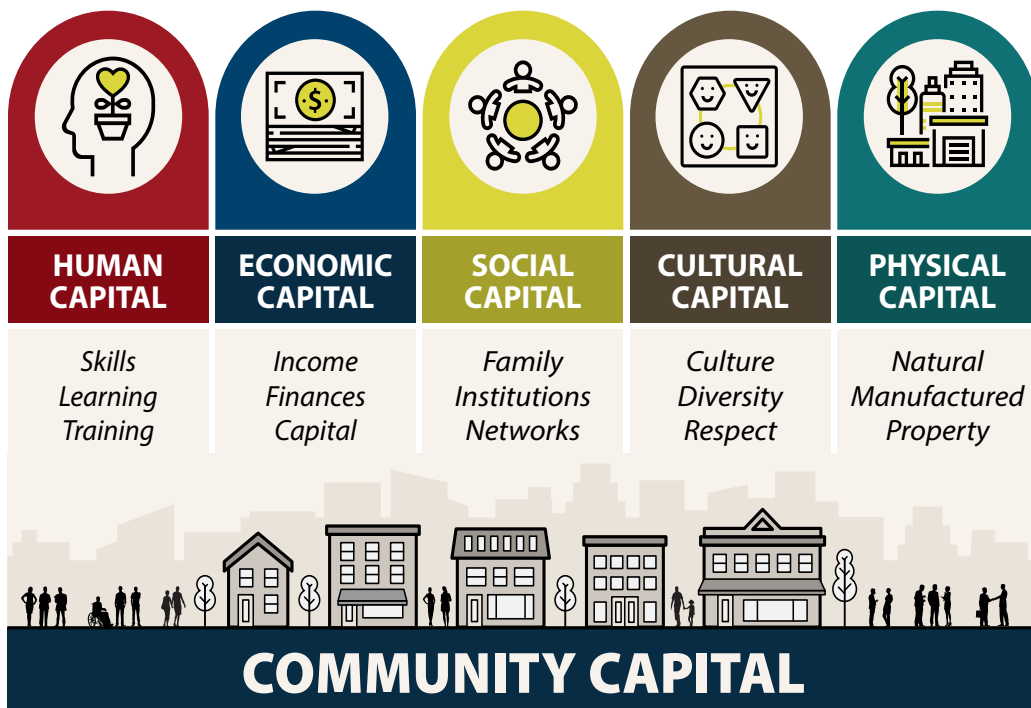 $
HUMAN
CAPITAL
ECONOMIC
CAPITAL
SOCIAL
CAPITAL
CULTURAL
CAPITAL
PHYSICAL
CAPITAL
Skills
Learning
Training
Income
Finances
Capital
Family
Institutions
Networks
Culture
Diversity
Respect
Natural
Manufactured
Property
COMMUNITY CAPITAL